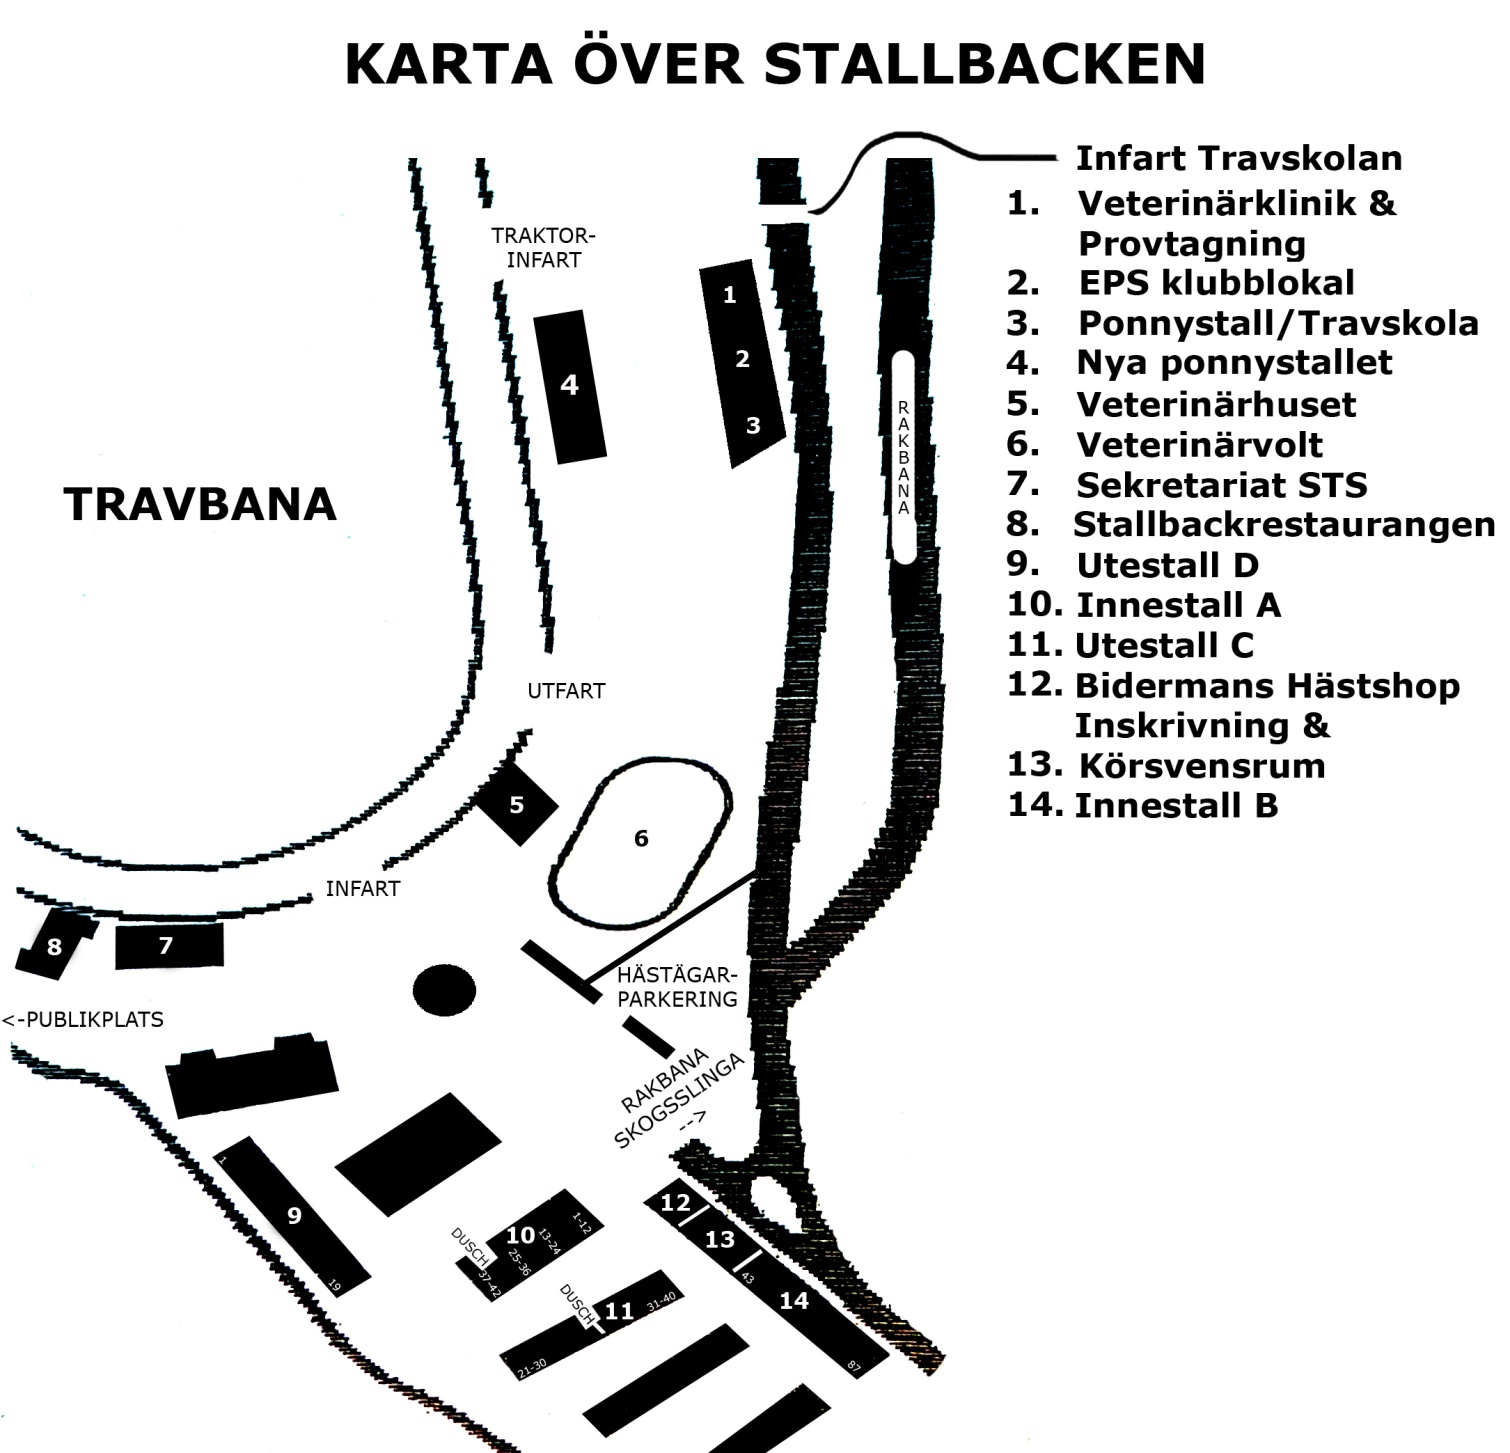 KARTA ÖVER STALLBACKEN
Infart Travskolan
1. Veterinärklinik &
Provtagning
2. EPS klubblokal
3. Ponnystall/Travskola
4. Nya ponnystallet
5. Veterinärhuset
6. Veterinärvolt
7. Sekretariat STS
8. Stallbackrestaurangen
9. Utestall D
10. Innestall A
11. Utestall C
12. Bidermans Hästshop
Inskrivning &
13. Körsvensrum
14. Innestall B
TRAKTOR-
INFART
1
2
3
4
RAKBANA
TRAVBANA
UTFART
5
6
INFART
8
7
HÄSTÄGAR-
PARKERING
<-PUBLIKPLATS
RAKBANA
SKOGSSLINGA
-->
1
9
19
DUSCH
10
1-12
13-24
25-36
37-42
DUSCH
11
31-40
21-30
12
13
43
14
87